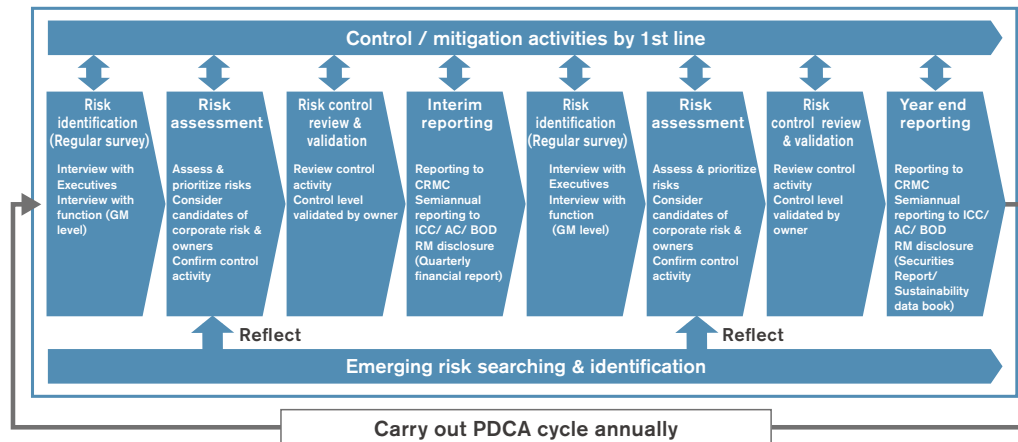 Control / mitigation activities by 1st line
Risk
identification
(Regular survey)
Interview with
Executives
Interview with
function (GM
level)
Risk
assessment
Assess &
prioritize risks
Consider
candidates of
corporate risk &
owners
Confirm control
activity
Risk control
review &
validation
Review control
activity
Control level
validated by owner
Interim
reporting
Reporting to
CRMC
Semiannual
reporting to
ICC/ AC/ BOD
RM disclosure
(Quarterly
financial report)
Risk
identification
(Regular survey)
Interview with
Executives
Interview with
function
(GM level)
Risk
assessment
Assess & prioritize
risks
Consider
candidates of
corporate risk &
owners
Confirm control
activity
Risk
control review
& validation
Review control
activity
Control level
validated by
owner
Year end
reporting
Reporting to
CRMC
Semiannual
reporting to ICC/
AC/ BOD
RM disclosure
(Securities
Report/
Sustainability
data book)
Reflect
Reflect
Emerging risk searching & identification
Carry out PDCA cycle annually